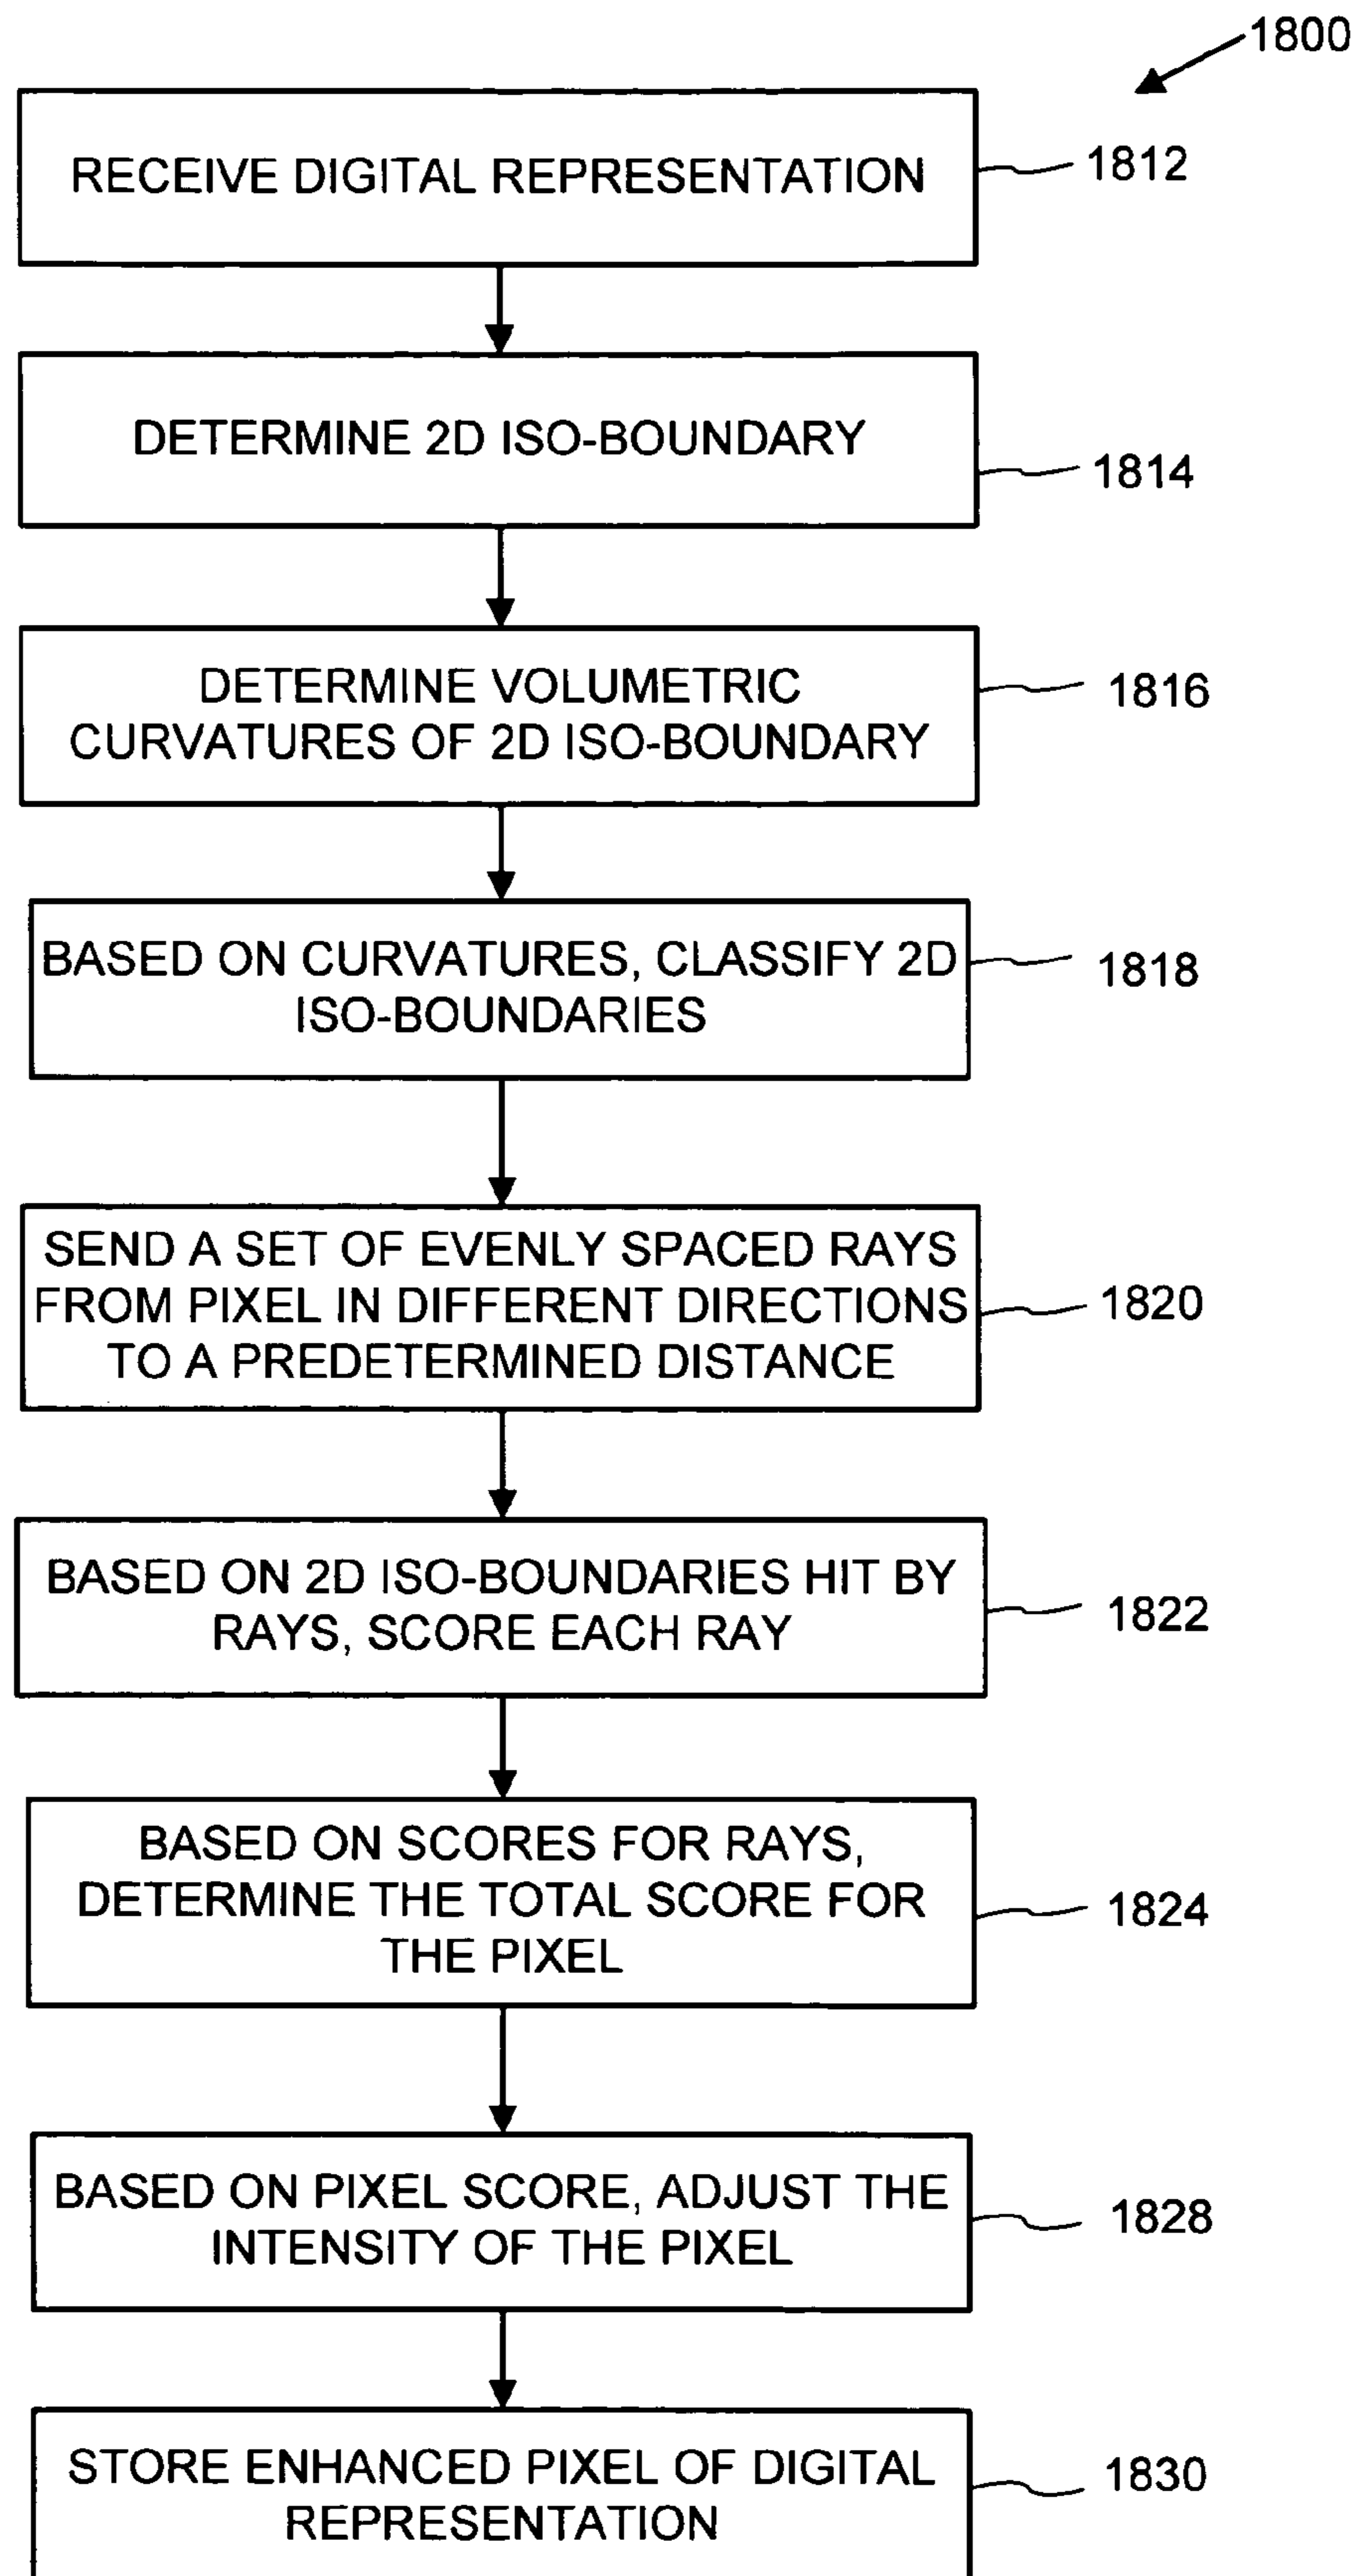 1800
RECEIVE DIGITAL REPRESENTATION
1812
DETERMINE 2D ISO-BOUNDARY
1814
DETERMINE VOLUMETRIC
CURVATURES OF 2D ISO-BOUNDARY
1816
BASED ON CURVATURES, CLASSIFY 2D
ISO-BOUNDARIES
1818
SEND A SET OF EVENLY SPACED RAYS
FROM PIXEL IN DIFFERENT DIRECTIONS
TO A PREDETERMINED DISTANCE
1820
BASED ON 2D ISO-BOUNDARIES HIT BY
RAYS, SCORE EACH RAY
1822
BASED ON SCORES FOR RAYS,
DETERMINE THE TOTAL SCORE FOR
THE PIXEL
1824
BASED ON PIXEL SCORE, ADJUST THE
INTENSITY OF THE PIXEL
1828
STORE ENHANCED PIXEL OF DIGITAL
REPRESENTATION
1830